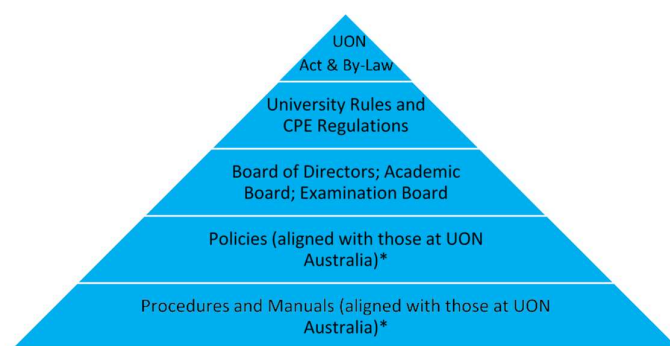 UON
Act & By-Law
University Rules and
CPE Regulations
Board of Directors; Academic
Board; Examination Board
Policies (aligned with those at UON
Australia)*
Procedures and Manuals (aligned with those at UON
Australia)*